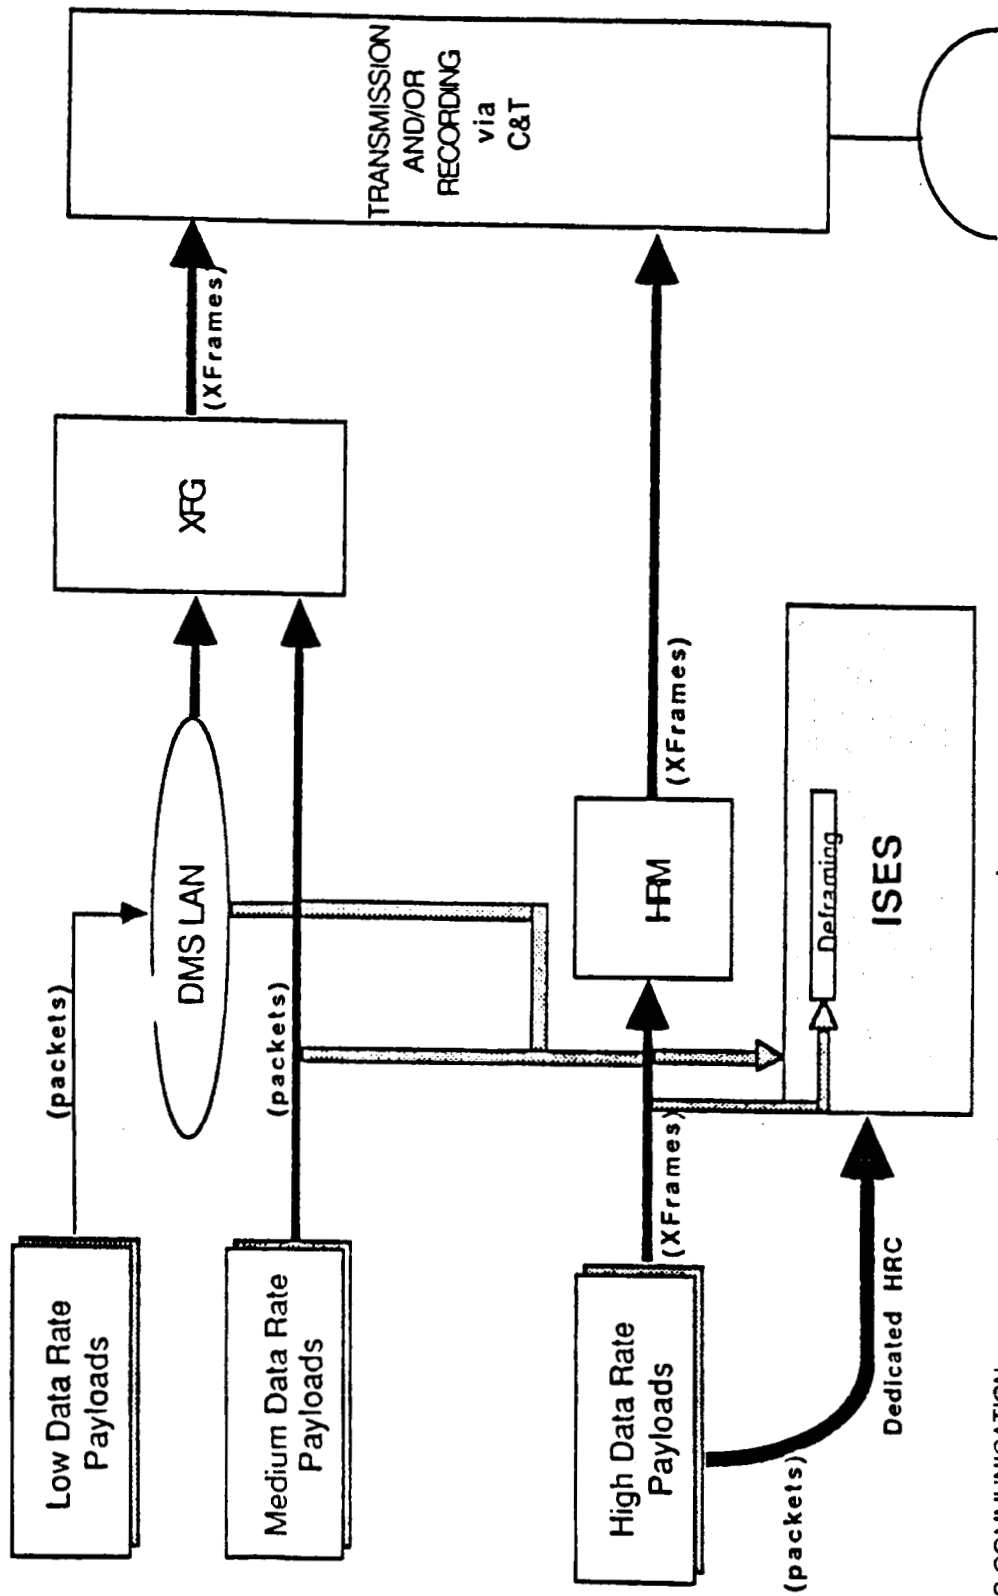 Low Data Rate
Payloads
(packets)
DMS LAN
XFG
(XFrames)
TRANSMISSION
AND/OR
RECORDING
via
C&T
Medium Data Rate
Payloads
(packets)
High Data Rate
Payloads
(XFrames)
HRM
(XFrames)
(packets)
Dedicated HRC
Deframing
ISES
COMMUNICATION